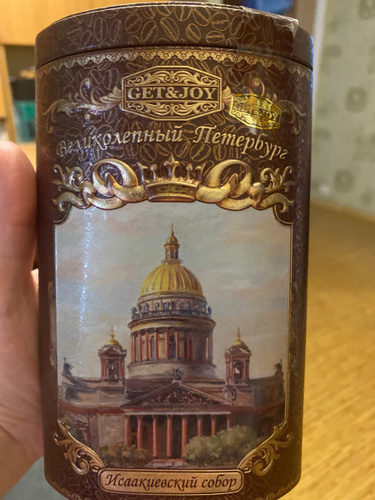 GET&JOY
Великолепный Петербург
Исаакиевский собор